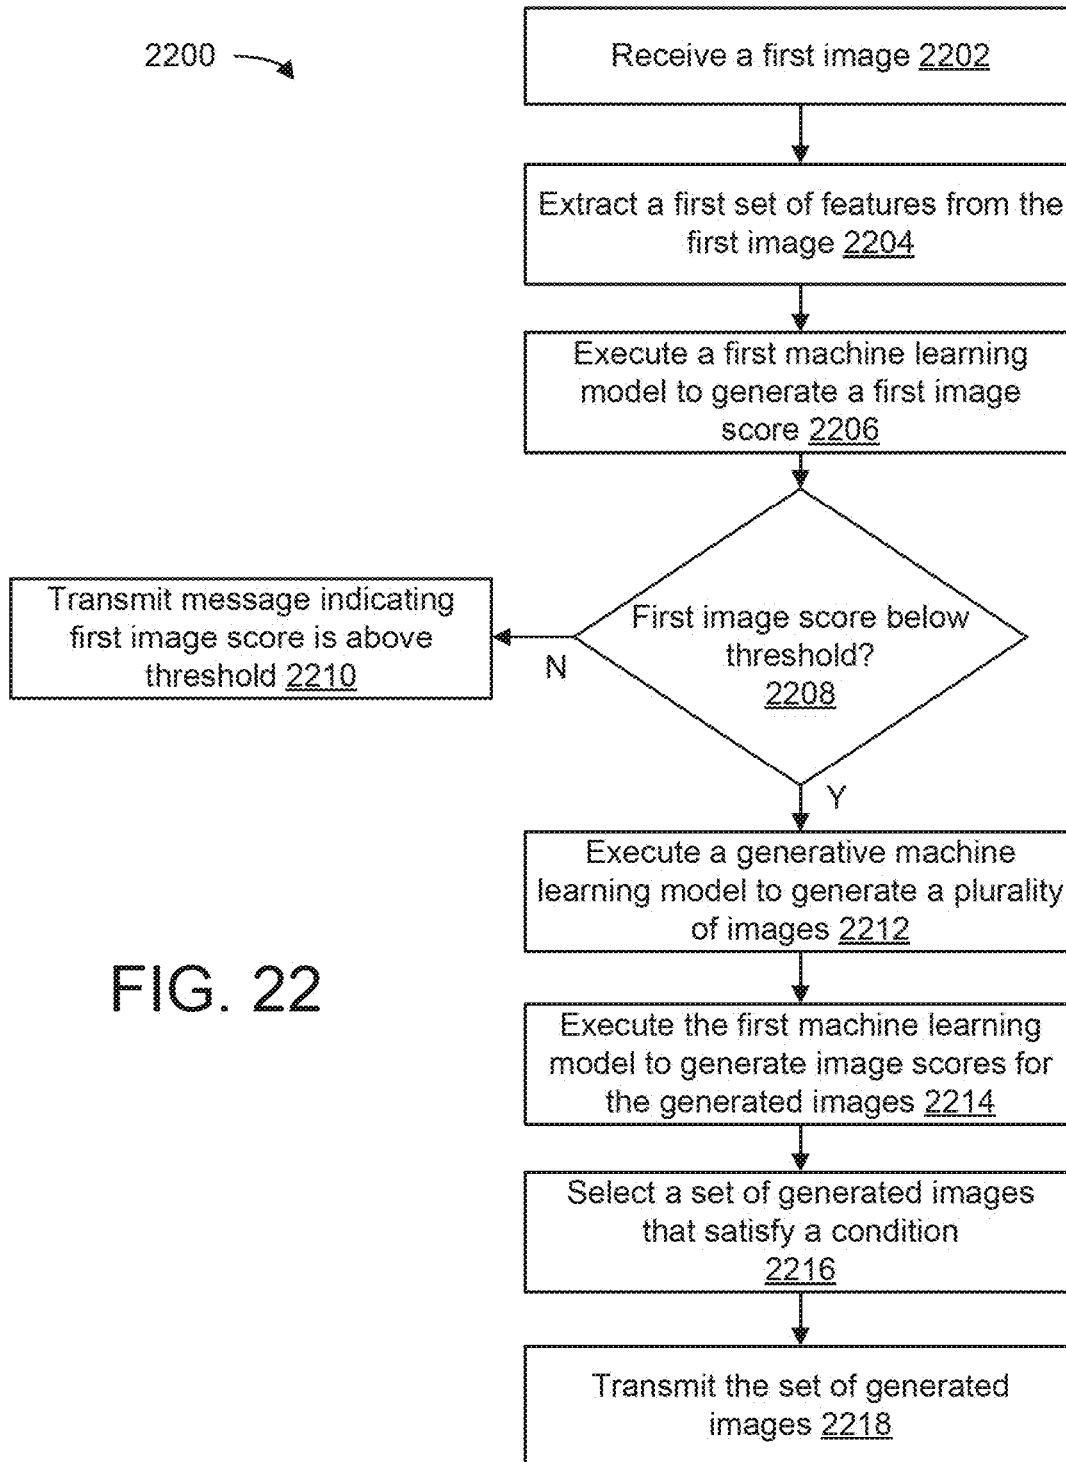 2200
Receive a first image 2202
Extract a first set of features from the
first image 2204
Execute a first machine learning
model to generate a first image
score 2206
First image score below
threshold?
2208
N
Transmit message indicating
first image score is above
threshold 2210
Y
Execute a generative machine
learning model to generate a plurality
of images 2212
Execute the first machine learning
model to generate image scores for
the generated images 2214
Select a set of generated images
that satisfy a condition
2216
Transmit the set of generated
images 2218
FIG. 22